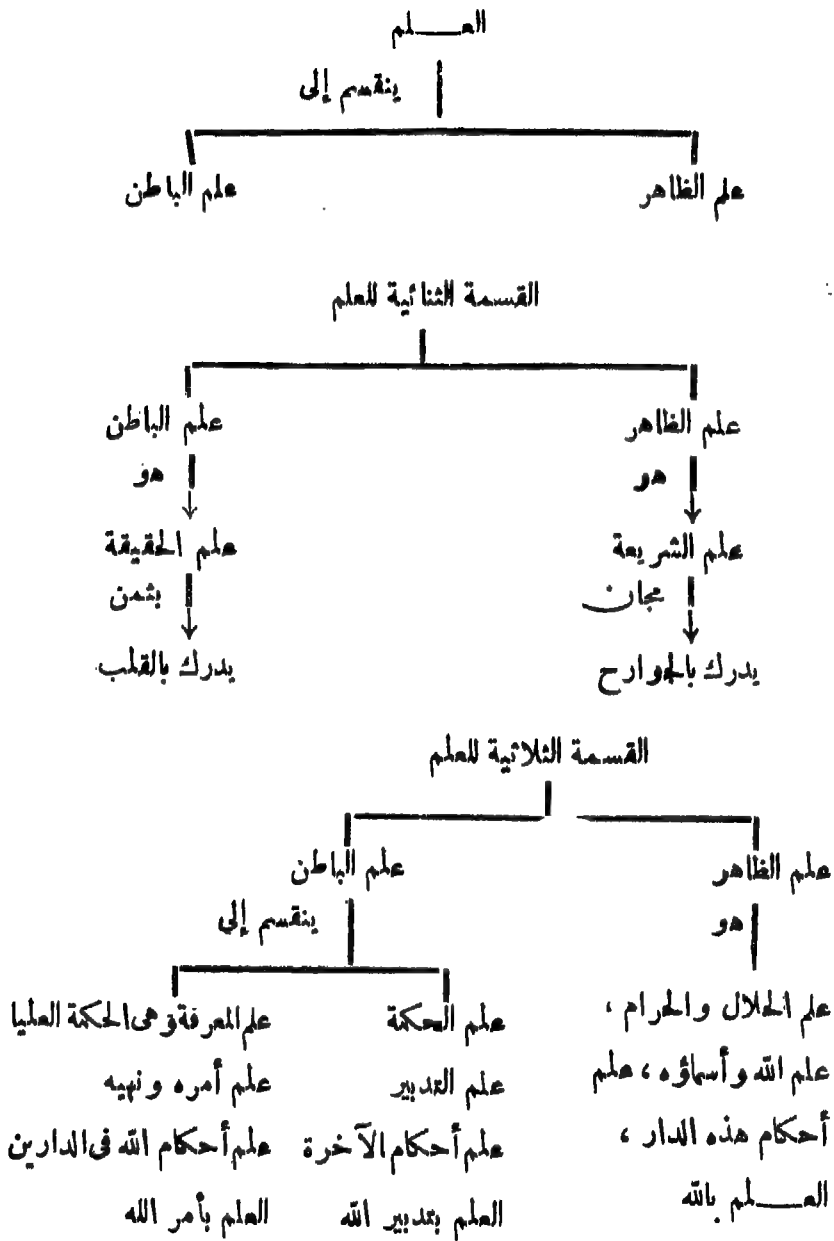 العـــلم
ينقسم إلى
علم الظاهر
علم الباطن
القسمة الثنائية للعلم
علم الظاهر
علم الباطن
هو
هو
علم الشريعة
علم الحقيقة
مجان
بثمن
يدرك بالجوارح
يدرك بالقلب
القسمة الثلاثية للعلم
علم الظاهر
علم الباطن
هو
ينقسم إلى
علم الحلال والحرام ،
علم الله وأسماؤه ، علم
أحكام هذه الدار ،
العـــلم بالله
علم الحكمة
علم التدبير
علم أحكام الآخرة
العلم بتدبير الله
علم المعرفة وهى الحكمة العليا
علم أمره ونهيه
علم أحكام الله فى الدارين
العلم بأمر الله